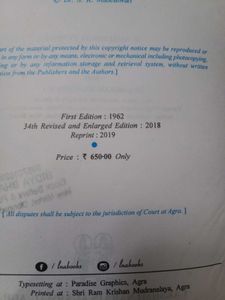 art of the material protected by this copyright notice may be reproduced or
in any form or by any means, electronic or mechanical including photocopying,
ing or by any information storage and retrieval system, without written
ssion from the Publishers and the Authors.]
First Edition : 1962
34th Revised and Enlarged Edition : 2018
Reprint : 2019
Price : ₹ 650·00 Only
[All disputes shall be subject to the jurisdiction of Court at Agra.]
/ lnabooks / lnabooks
Typesetting at : Paradise Graphics, Agra
Printed at : Shri Ram Krishan Mudranalaya, Agra